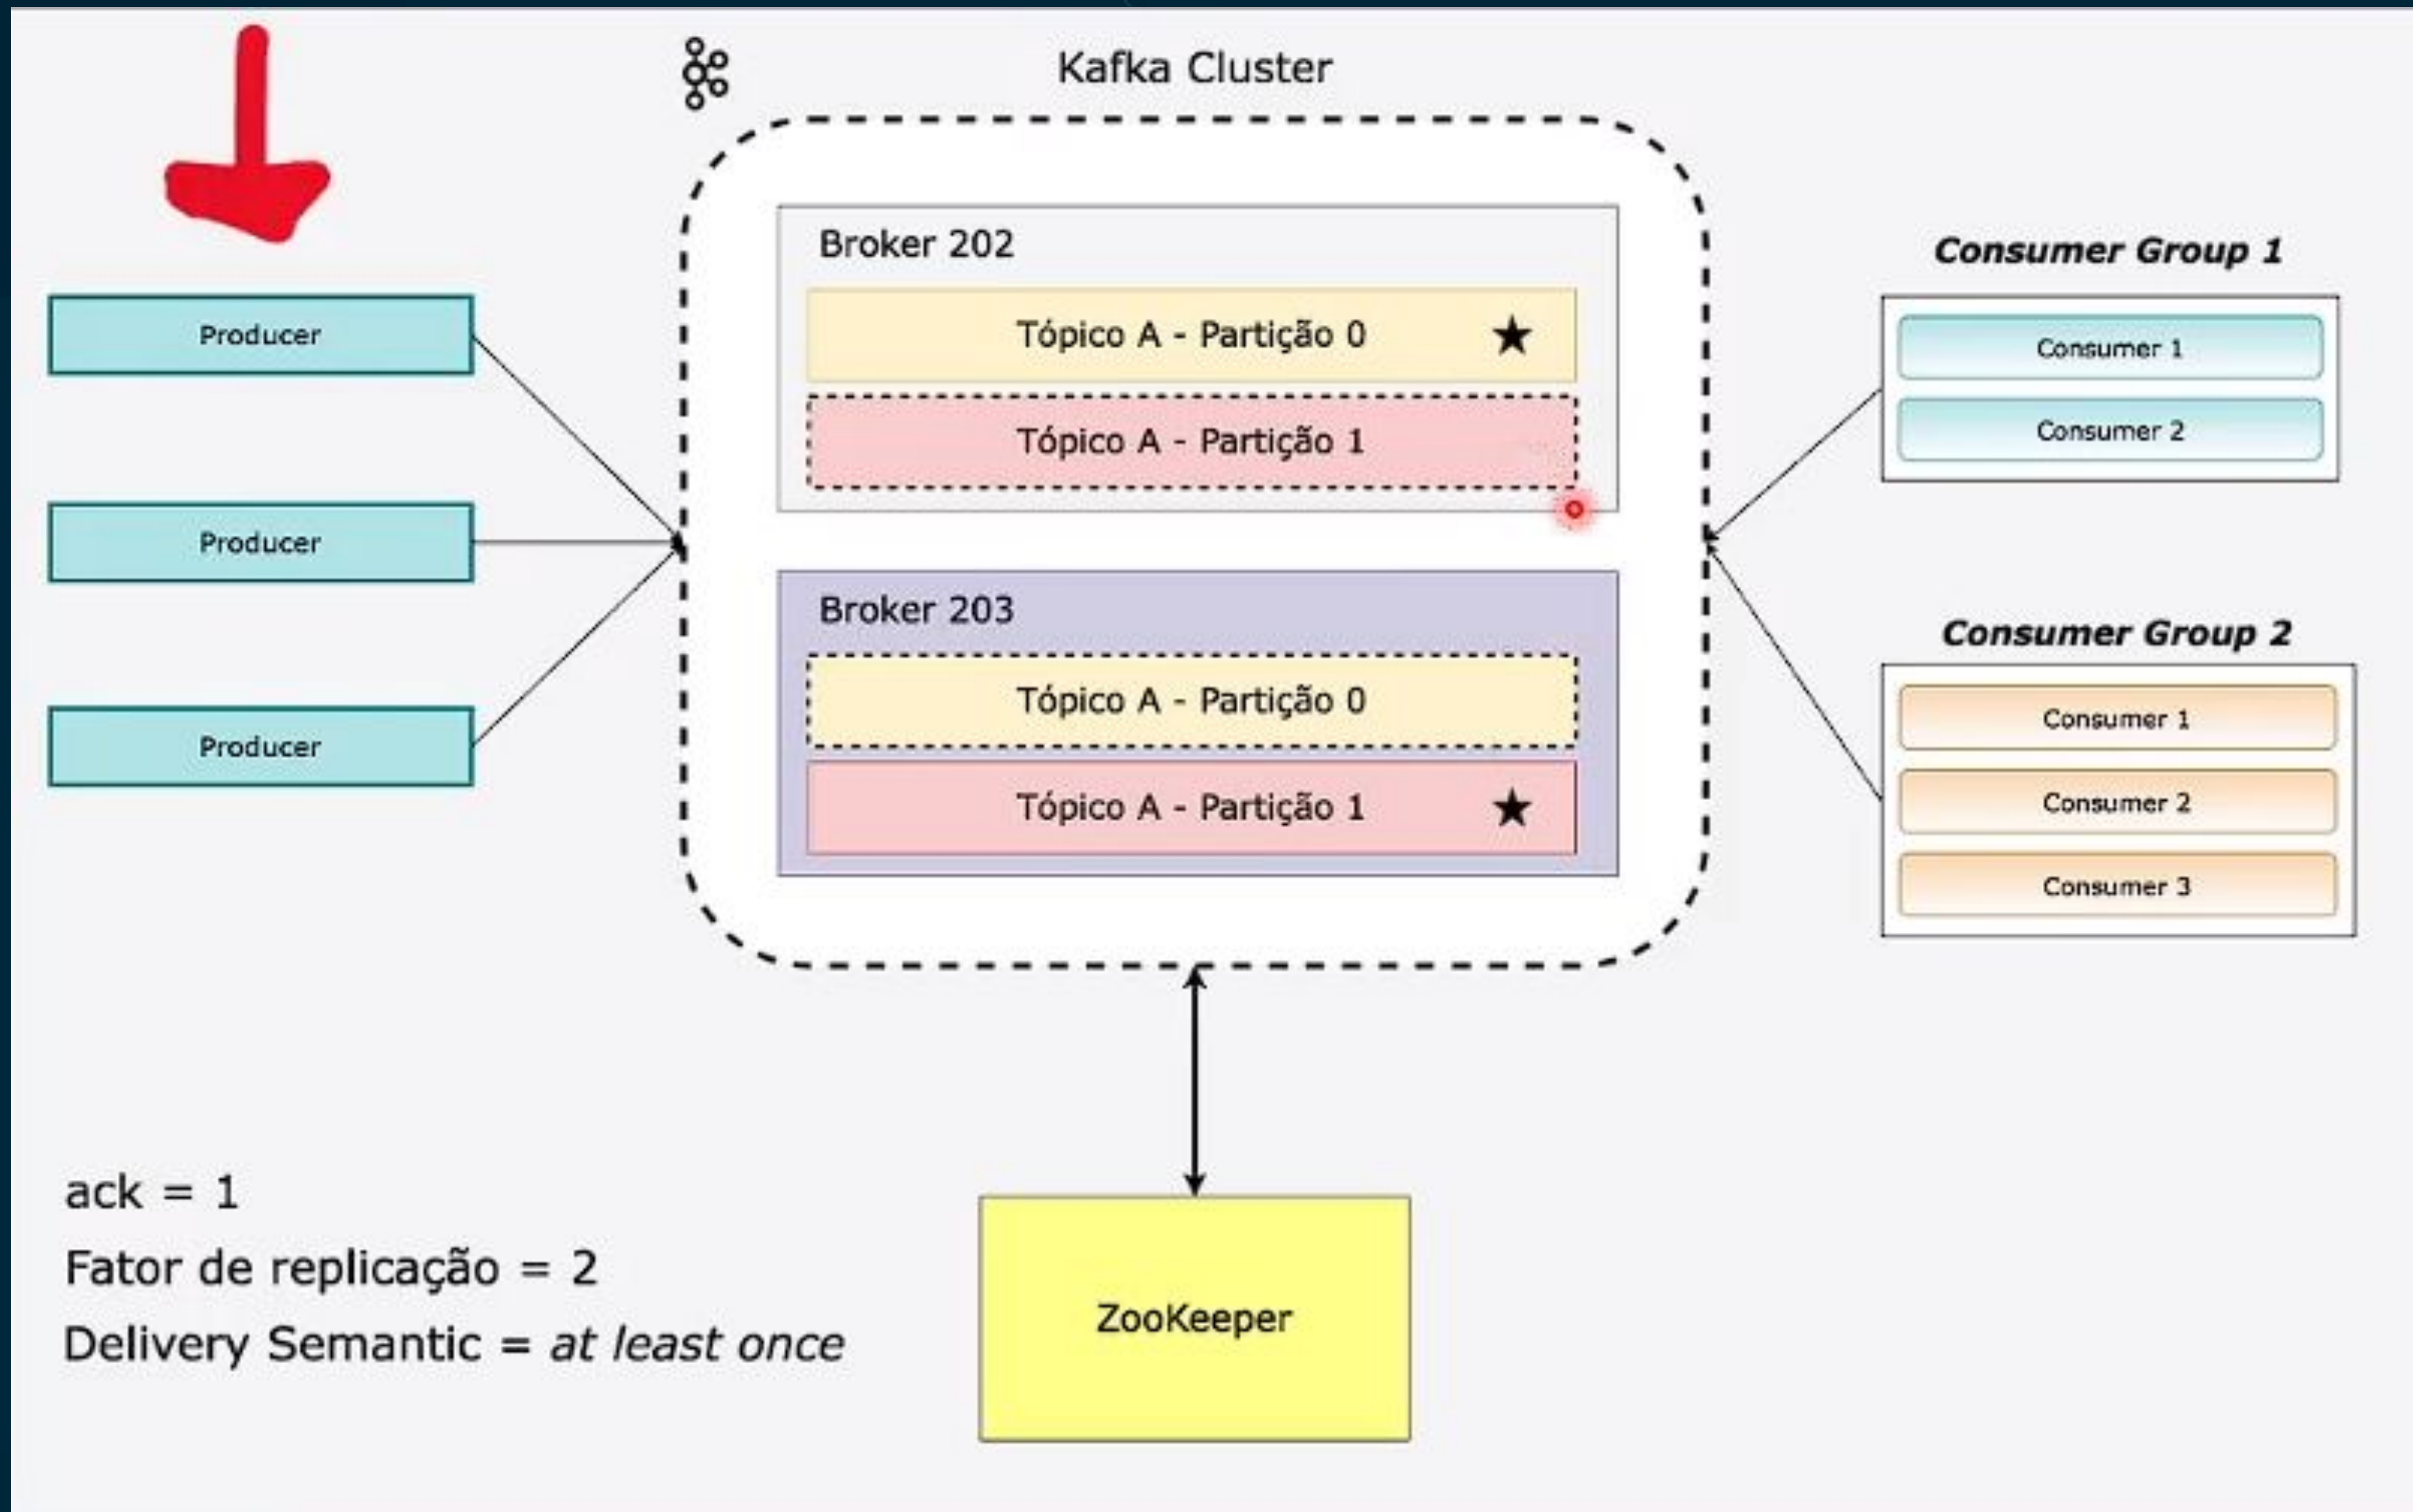 Kafka Cluster
Producer
Producer
Producer
Broker 202
Tópico A - Partição 0
Tópico A - Partição 1
Broker 203
Tópico A - Partição 0
Tópico A - Partição 1
Consumer Group 1
Consumer 1
Consumer 2
Consumer Group 2
Consumer 1
Consumer 2
Consumer 3
ZooKeeper
ack = 1
Fator de replicação = 2
Delivery Semantic = at least once